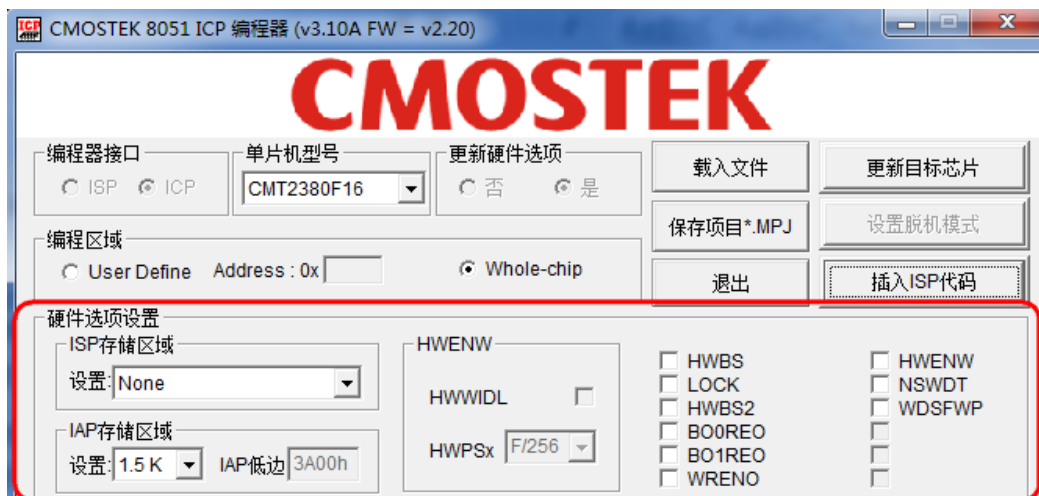 CMOSTEK 8051 ICP 编程器 (v3.10A FW = v2.20)
CMOSTEK
编程器接口
ISP ICP
单片机型号
CMT2380F16
更新硬件选项
否 是
载入文件
更新目标芯片
保存项目*.MPJ
设置脱机模式
退出
插入ISP代码
编程区域
User Define Address : 0x
Whole-chip
硬件选项设置
ISP存储区域
设置: None
IAP存储区域
设置: 1.5 K IAP低边 3A00h
HWENW
HWWIDL
HWPSx F/256
HWBS
LOCK
HWBS2
BO0REO
BO1REO
WRENO
HWENW
NSWDT
WDSFWP